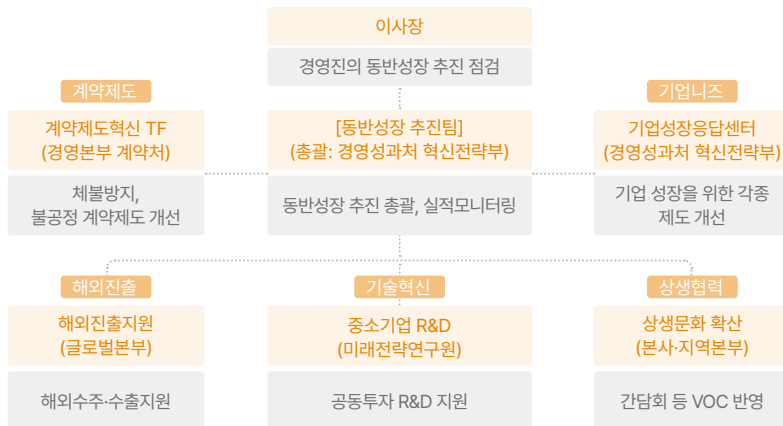 이사장
경영진의 동반성장 추진 점검
계약제도
계약제도혁신 TF
(경영본부 계약처)
체불방지,
불공정 계약제도 개선
[동반성장 추진팀]
(총괄: 경영성과처 혁신전략부)
동반성장 추진 총괄, 실적모니터링
기업니즈
기업성장응답센터
(경영성과처 혁신전략부)
기업 성장을 위한 각종
제도 개선
해외진출
해외진출지원
(글로벌본부)
해외수주·수출지원
기술혁신
중소기업 R&D
(미래전략연구원)
공동투자 R&D 지원
상생협력
상생문화 확산
(본사·지역본부)
간담회 등 VOC 반영